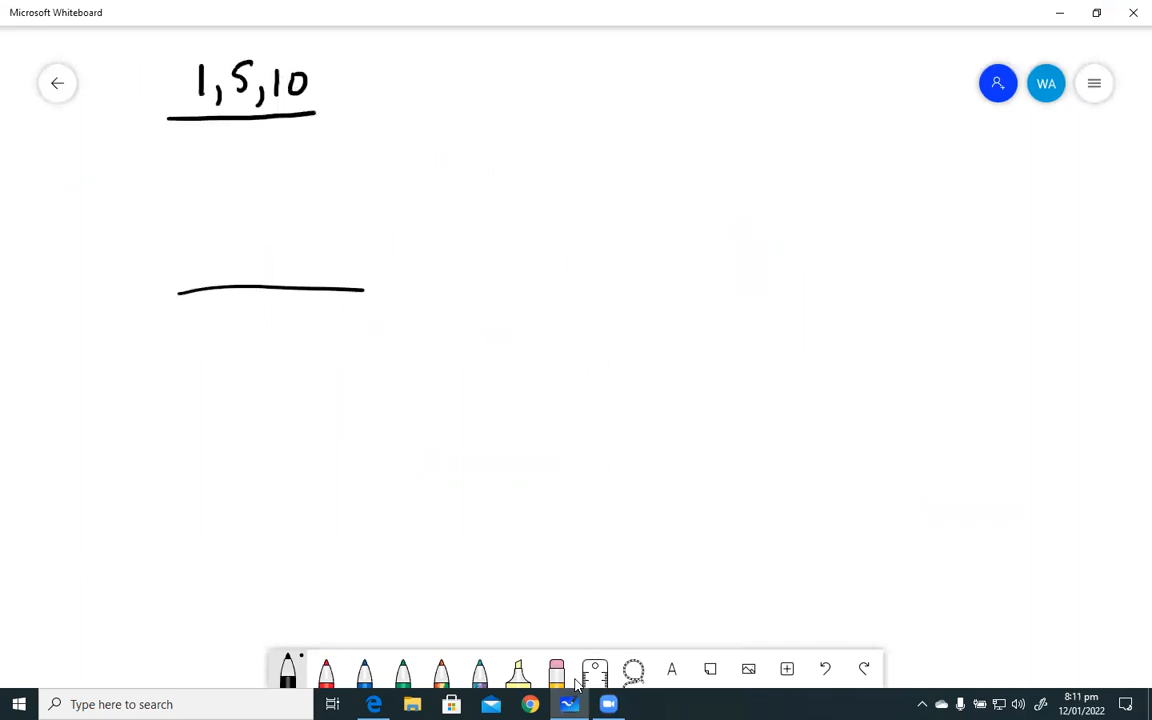 Microsoft Whiteboard
1, 5, 10
WA
A
Type here to search
8:11 pm
12/01/2022